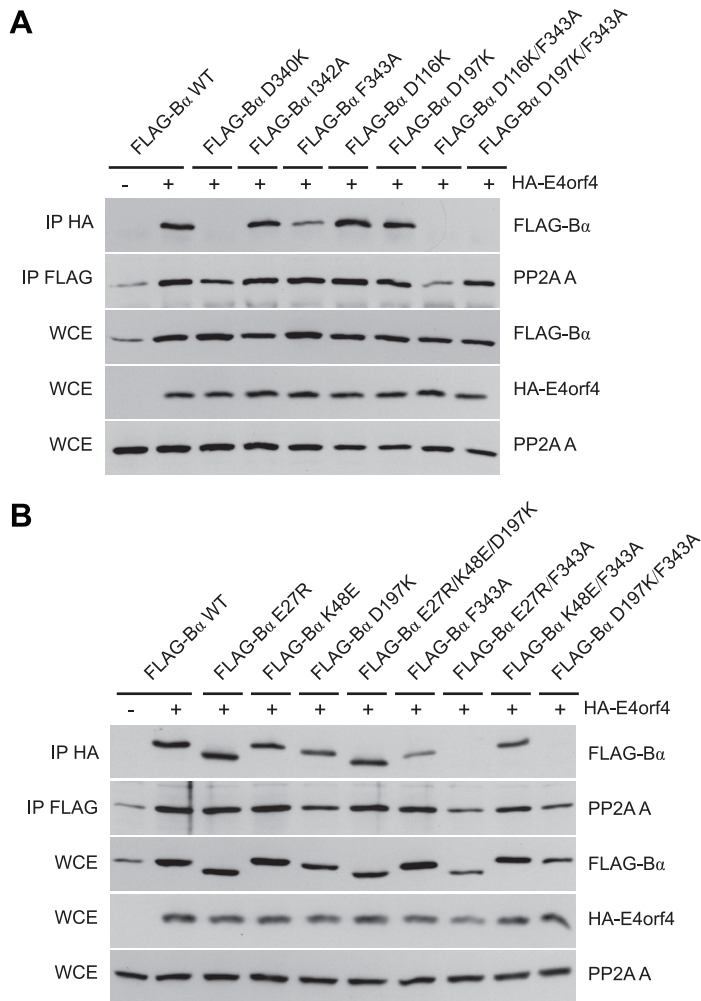 A
FLAG-Bα WT
FLAG-Bα D340K
FLAG-Bα I342A
FLAG-Bα F343A
FLAG-Bα D116K
FLAG-Bα D197K
FLAG-Bα D116K/F343A
FLAG-Bα D197K/F343A
- + + + + + + + + HA-E4orf4
IP HA FLAG-Bα
IP FLAG PP2A A
WCE FLAG-Bα
WCE HA-E4orf4
WCE PP2A A
B
FLAG-Bα WT
FLAG-Bα E27R
FLAG-Bα K48E
FLAG-Bα D197K
FLAG-Bα E27R/K48E/D197K
FLAG-Bα F343A
FLAG-Bα E27R/F343A
FLAG-Bα K48E/F343A
FLAG-Bα D197K/F343A
- + + + + + + + + + HA-E4orf4
IP HA FLAG-Bα
IP FLAG PP2A A
WCE FLAG-Bα
WCE HA-E4orf4
WCE PP2A A